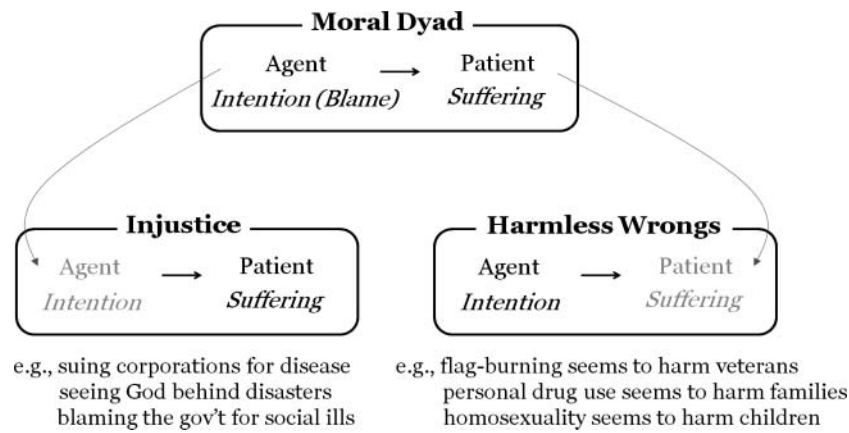 Moral Dyad
Agent → Patient
Intention (Blame) Suffering
Injustice
Agent → Patient
Intention Suffering
e.g., suing corporations for disease
seeing God behind disasters
blaming the gov't for social ills
Harmless Wrongs
Agent → Patient
Intention Suffering
e.g., flag-burning seems to harm veterans
personal drug use seems to harm families
homosexuality seems to harm children